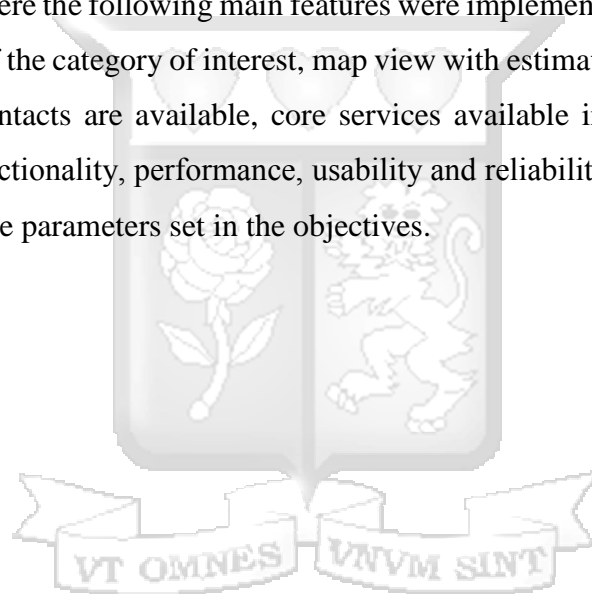 ere the following main features were implemen
f the category of interest, map view with estimat
ntacts are available, core services available i
ctionality, performance, usability and reliabilit
e parameters set in the objectives.
VT OMNES VNVM SINT